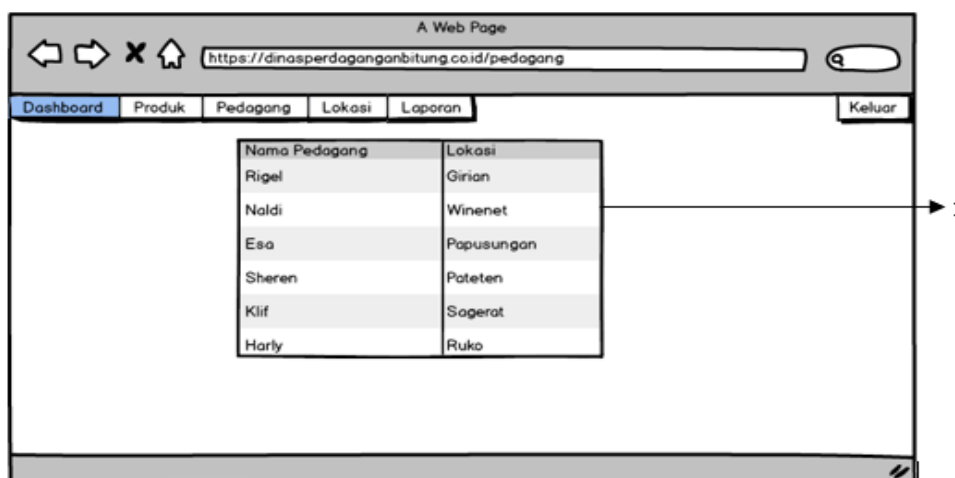 A Web Page
https://dinasperdaganganbitung.co.id/pedagang
Dashboard Produk Pedagang Lokasi Laporan Keluar
Nama Pedagang Lokasi
Rigel Girian
Naldi Winenet
Esa Papusungan
Sheren Pateten
Klif Sagerat
Harly Ruko